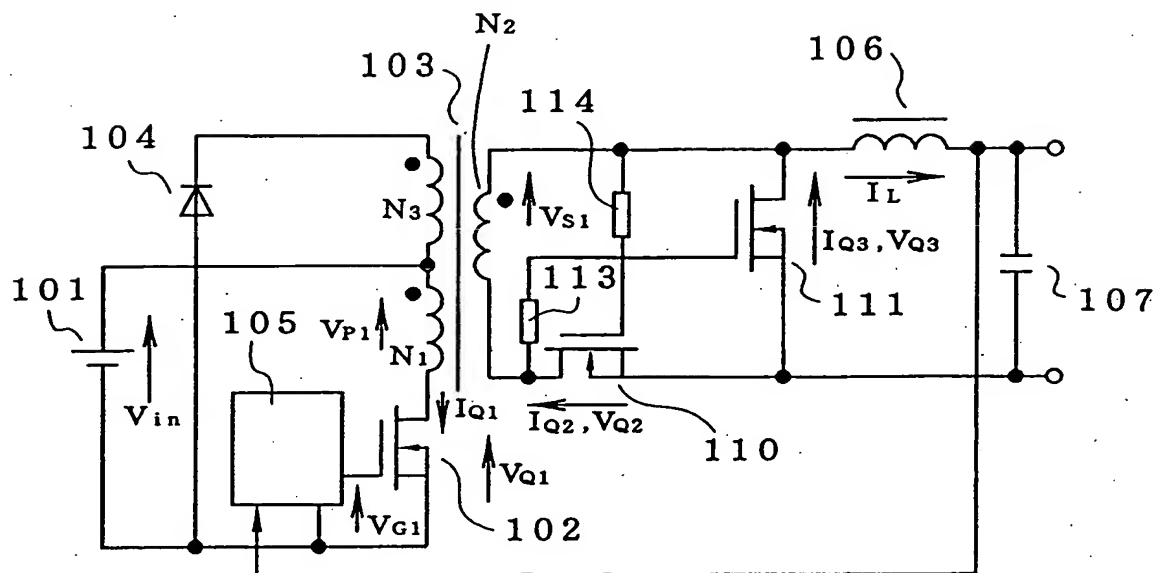 N2
106
103
114
104
N3
VS1
IL
IQ3, VQ3
101
113
111
107
105
VP1
N1
Vin
IQ1
IQ2, VQ2
110
VQ1
VG1
102